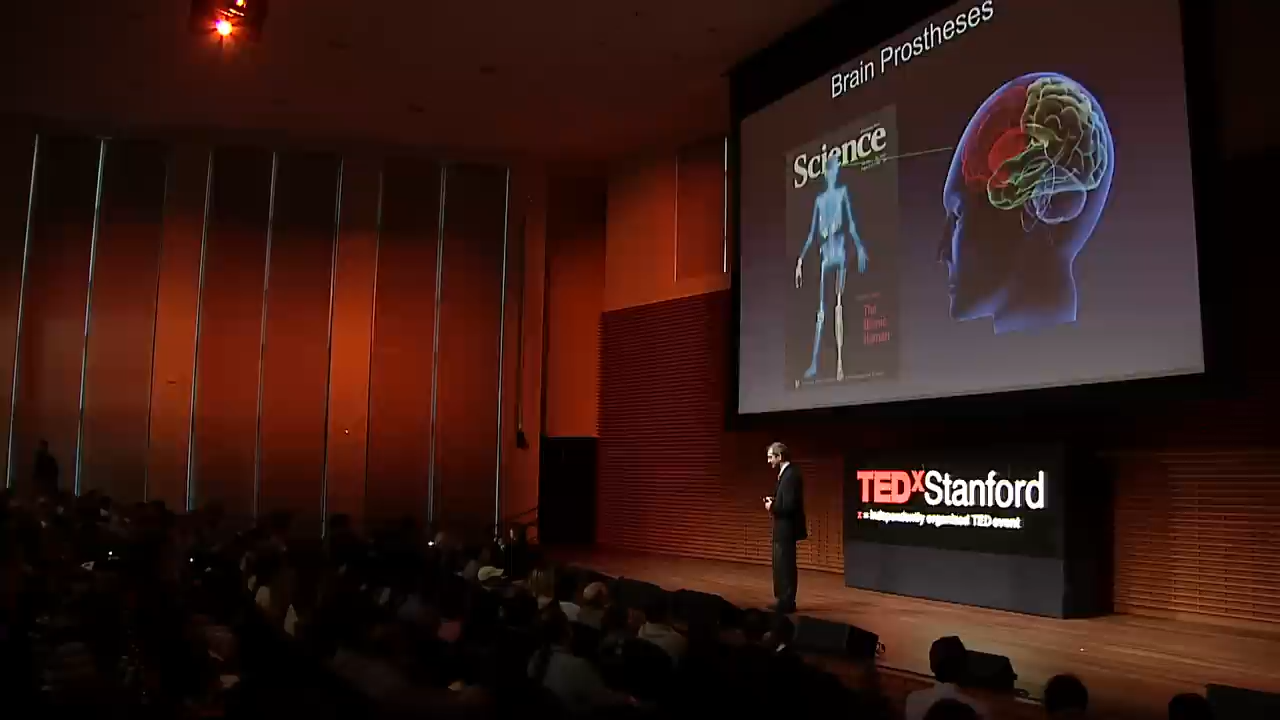 Brain Prostheses
Science
The
Bionic
Human
TEDxStanford
x = independently organized TED event